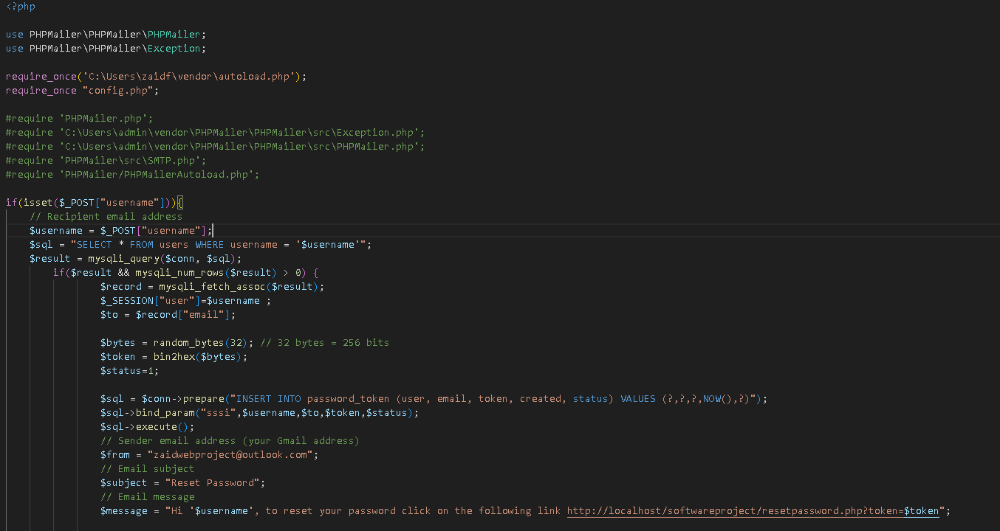 <?php
use PHPMailer\PHPMailer\PHPMailer;
use PHPMailer\PHPMailer\Exception;
require_once('C:\Users\zaidf\vendor\autoload.php');
require_once "config.php";
#require 'PHPMailer.php';
#require 'C:\Users\admin\vendor\PHPMailer\PHPMailer\src\Exception.php';
#require 'C:\Users\admin\vendor\PHPMailer\PHPMailer\src\PHPMailer.php';
#require 'PHPMailer\src\SMTP.php';
#require 'PHPMailer/PHPMailerAutoload.php';
if(isset($_POST["username"])){
// Recipient email address
$username = $_POST["username"];
$sql = "SELECT * FROM users WHERE username = '$username'";
$result = mysqli_query($conn, $sql);
if($result && mysqli_num_rows($result) > 0) {
$record = mysqli_fetch_assoc($result);
$_SESSION["user"]=$username ;
$to = $record["email"];
$bytes = random_bytes(32); // 32 bytes = 256 bits
$token = bin2hex($bytes);
$status=1;
$sql = $conn->prepare("INSERT INTO password_token (user, email, token, created, status) VALUES (?,?,?,NOW(),?)");
$sql->bind_param("sssi",$username,$to,$token,$status);
$sql->execute();
// Sender email address (your Gmail address)
$from = "zaidwebproject@outlook.com";
// Email subject
$subject = "Reset Password";
// Email message
$message = "Hi '$username', to reset your password click on the following link http://localhost/softwareproject/resetpassword.php?token=$token";